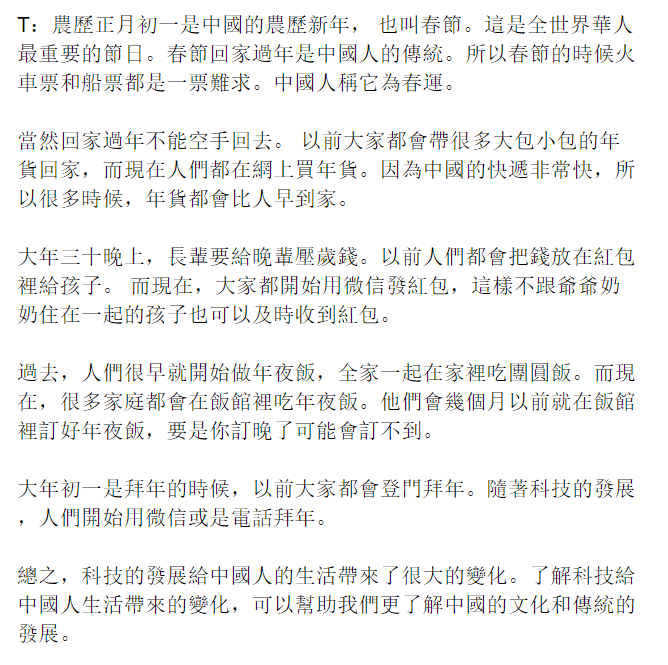 T：農歷正月初一是中國的農歷新年， 也叫春節。這是全世界華人
最重要的節日。春節回家過年是中國人的傳統。所以春節的時候火
車票和船票都是一票難求。中國人稱它為春運。
當然回家過年不能空手回去。 以前大家都會帶很多大包小包的年
貨回家，而現在人們都在網上買年貨。因為中國的快遞非常快，所
以很多時候，年貨都會比人早到家。
大年三十晚上，長輩要給晚輩壓歲錢。以前人們都會把錢放在紅包
裡給孩子。 而現在，大家都開始用微信發紅包，這樣不跟爺爺奶
奶住在一起的孩子也可以及時收到紅包。
過去，人們很早就開始做年夜飯，全家一起在家裡吃團圓飯。而現
在，很多家庭都會在飯館裡吃年夜飯。他們會幾個月以前就在飯館
裡訂好年夜飯，要是你訂晚了可能會訂不到。
大年初一是拜年的時候，以前大家都會登門拜年。隨著科技的發展
，人們開始用微信或是電話拜年。
總之，科技的發展給中國人的生活帶來了很大的變化。了解科技給
中國人生活帶來的變化，可以幫助我們更了解中國的文化和傳統的
發展。